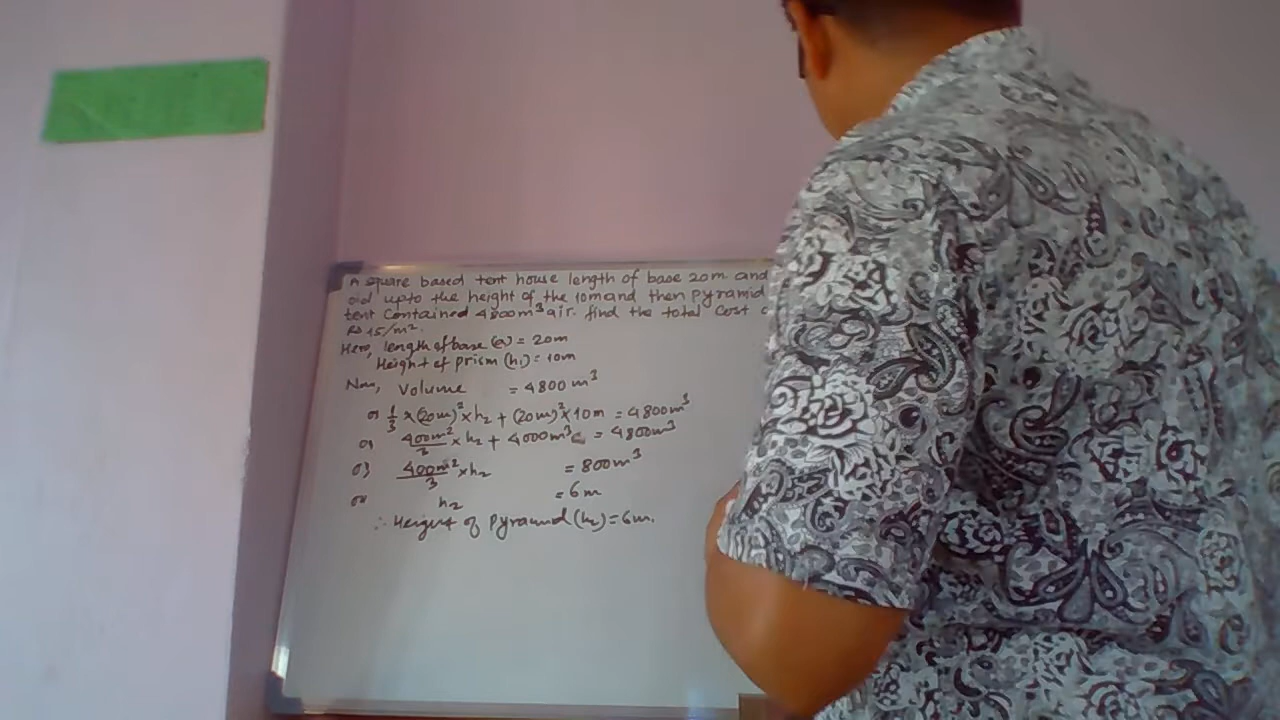 A square based tent house length of base 20m and
oid upto the height of the 10m and then pyramid
tent contained 4800m³ air. find the total cost
Rs 15/m².
Here, length of base (a) = 20m
Height of prism (h₁) = 10m
Now, Volume = 4800 m³
or 1/3 × (20m)² × h₂ + (20m)² × 10m = 4800m³
or 400m²/3 × h₂ + 4000m³ = 4800m³
or 400m²/3 × h₂ = 800m³
or h₂ = 6m
∴ Height of pyramid (h₂) = 6m.